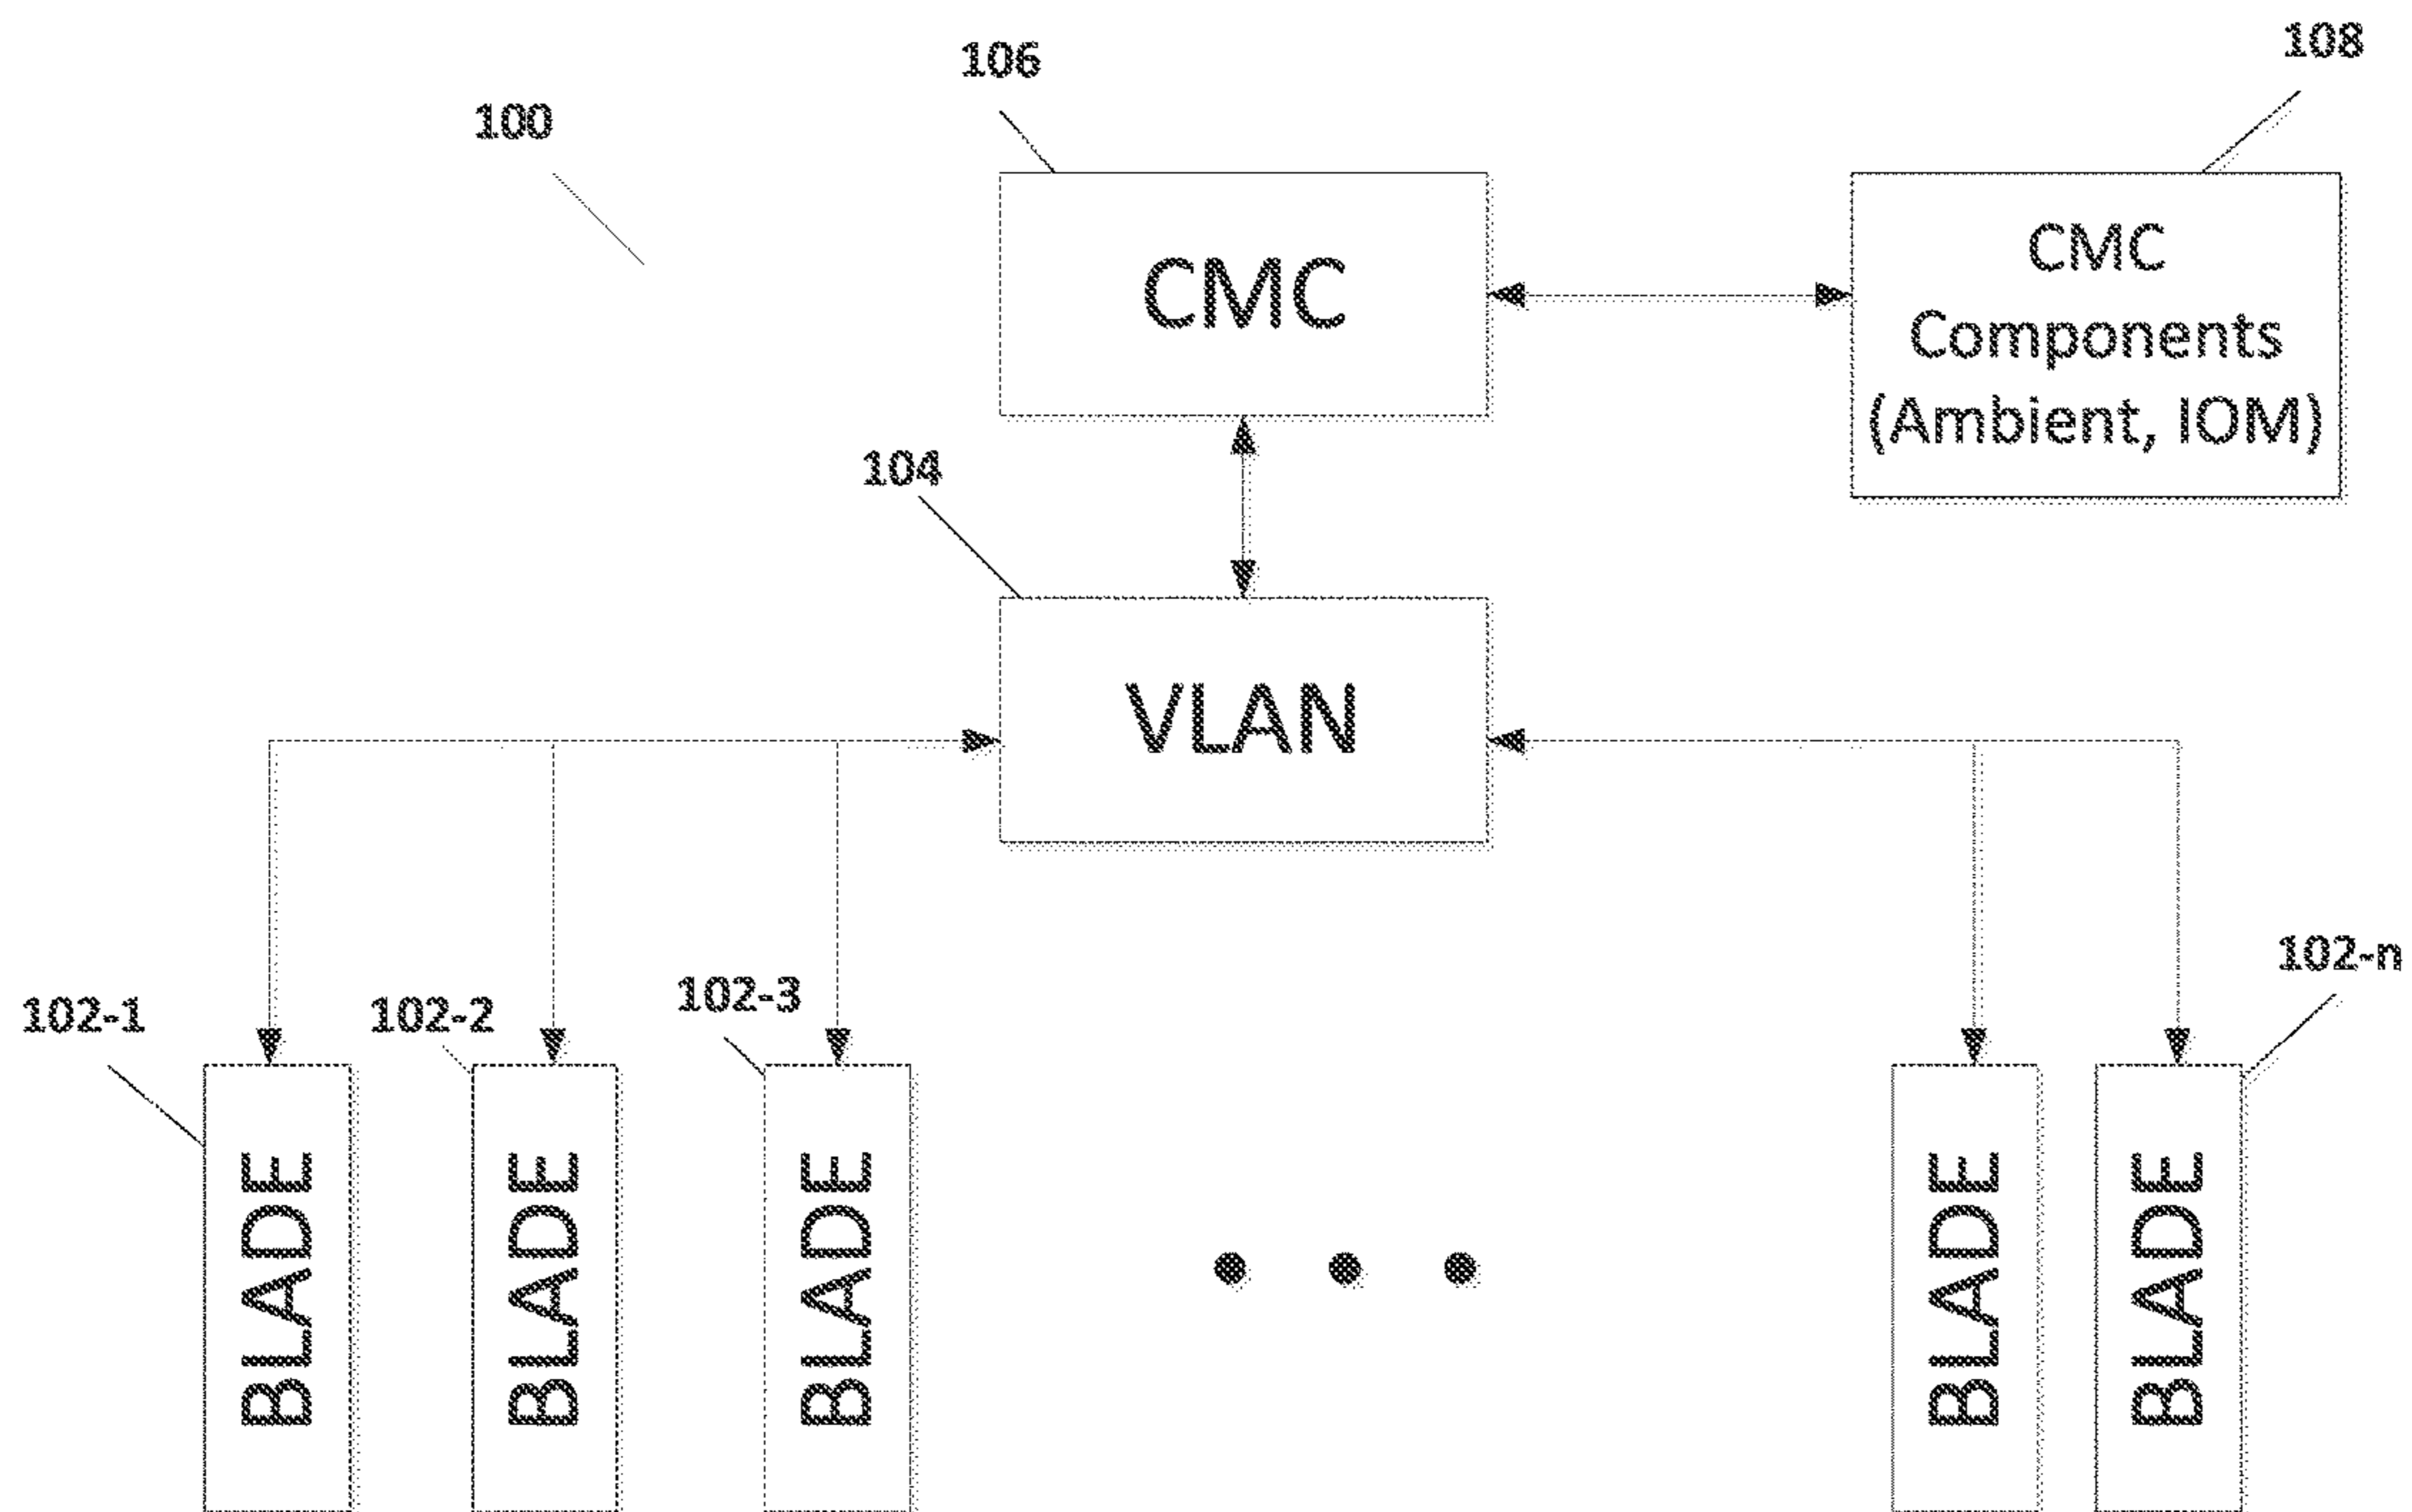 108
106
100
CMC
CMC
Components
(Ambient, IOM)
104
VLAN
102-n
102-3
102-1
102-2
BLADE
BLADE
BLADE
BLADE
BLADE